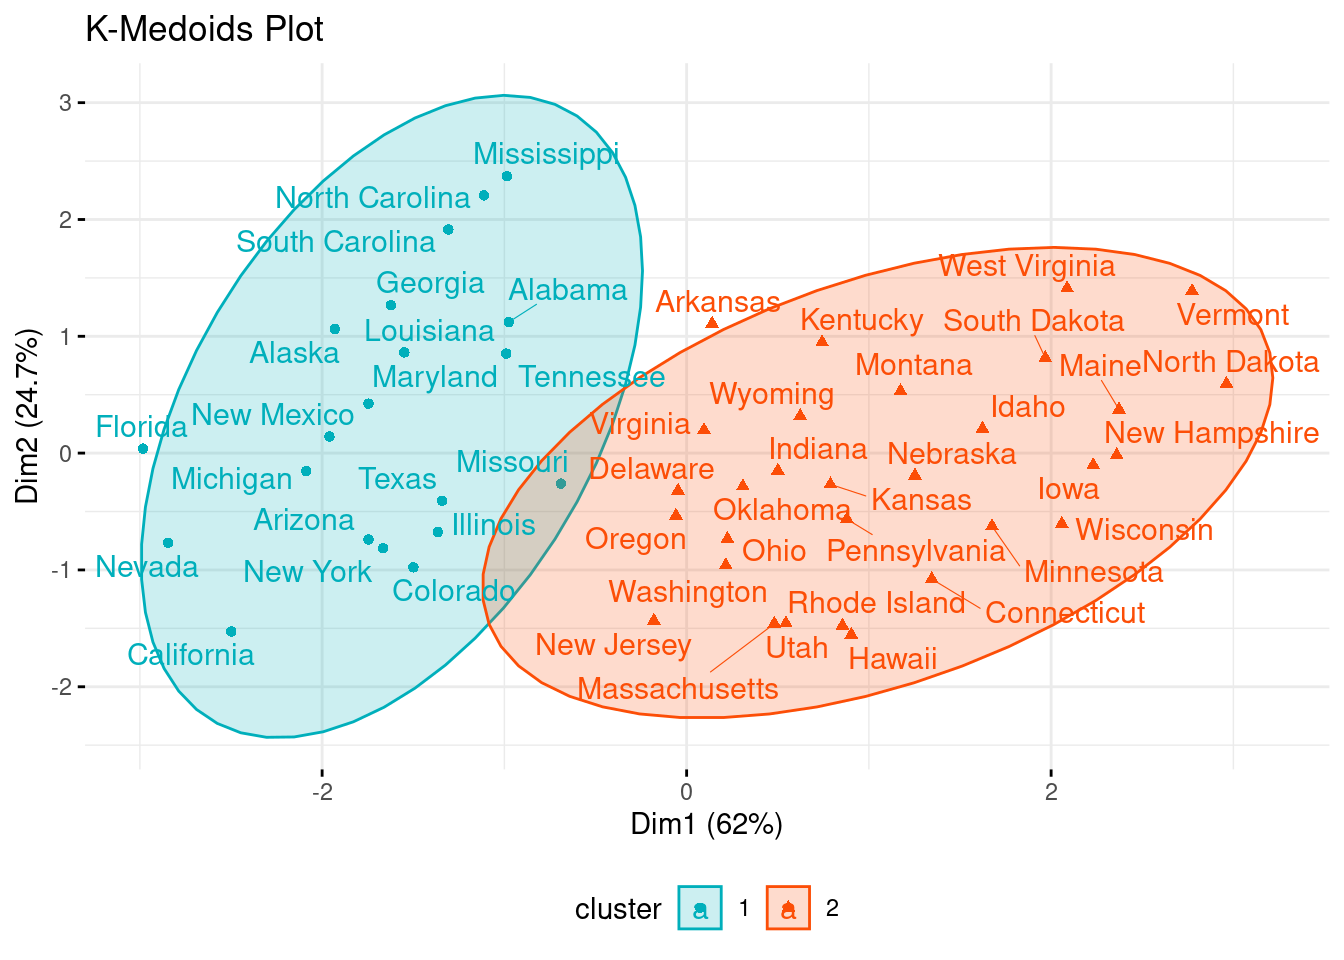 K-Medoids Plot
Dim2 (24.7%)
3
2
1
0
-1
-2
Mississippi
North Carolina
South Carolina
Georgia
Alabama
Louisiana
Alaska
Maryland
Tennessee
New Mexico
Florida
Michigan
Texas
Missouri
Arizona
Illinois
New York
Colorado
Nevada
California
West Virginia
Arkansas
Vermont
Kentucky
South Dakota
Montana
Maine
North Dakota
Wyoming
Idaho
Virginia
New Hampshire
Indiana
Nebraska
Delaware
Kansas
Iowa
Oklahoma
Wisconsin
Oregon
Ohio
Pennsylvania
Minnesota
Washington
Rhode Island
Connecticut
New Jersey
Utah
Hawaii
Massachusetts
-2 0 2
Dim1 (62%)
cluster a 1 a 2